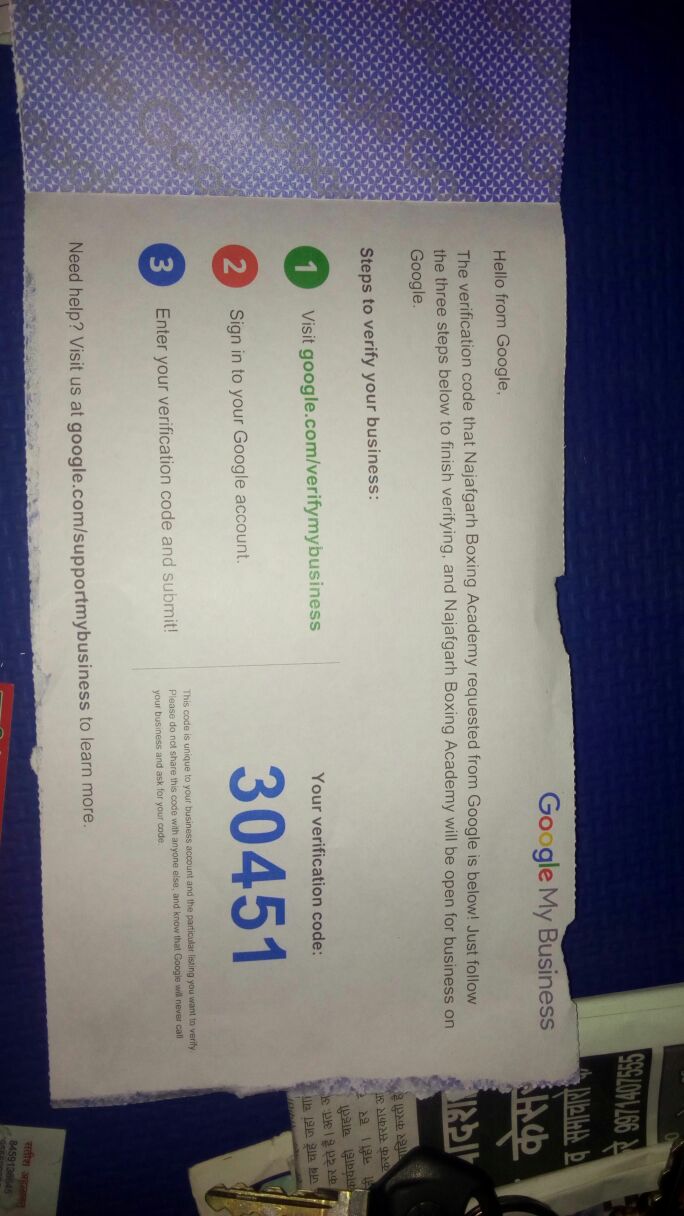 Google My Business
Hello from Google,
The verification code that Najafgarh Boxing Academy requested from Google is below! Just follow
the three steps below to finish verifying, and Najafgarh Boxing Academy will be open for business on
Google.
Steps to verify your business:
1 Visit google.com/verifymybusiness
2 Sign in to your Google account.
3 Enter your verification code and submit!
Your verification code:
30451
This code is unique to your business account and the particular listing you want to verify
Please do not share this code with anyone else, and know that Google will never call
your business and ask for your code.
Need help? Visit us at google.com/supportmybusiness to learn more.